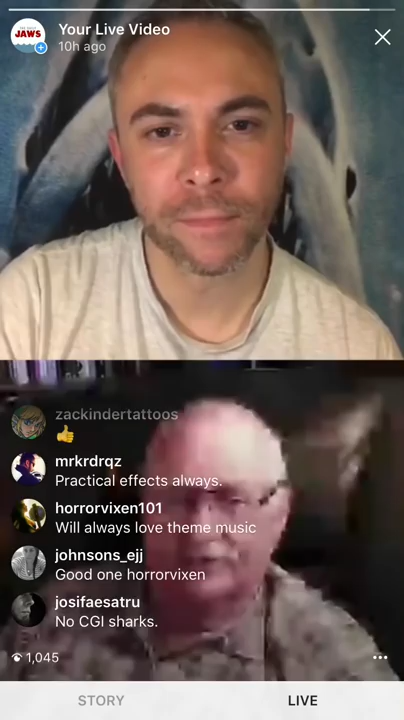 JAWS
Your Live Video
10h ago
zackindertattoos
👍
mrkrdrqz
Practical effects always.
horrorvixen101
Will always love theme music
johnsons_ejj
Good one horrorvixen
josifaesatru
No CGI sharks.
1,045
STORY
LIVE